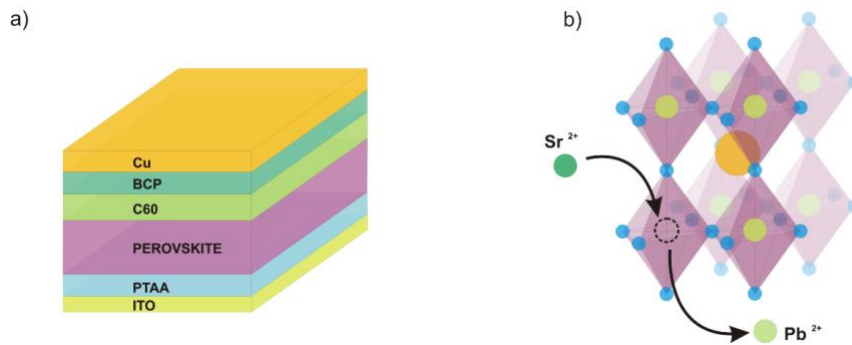 a)
Cu
BCP
C60
PEROVSKITE
PTAA
ITO
b)
Sr 2+
Pb 2+